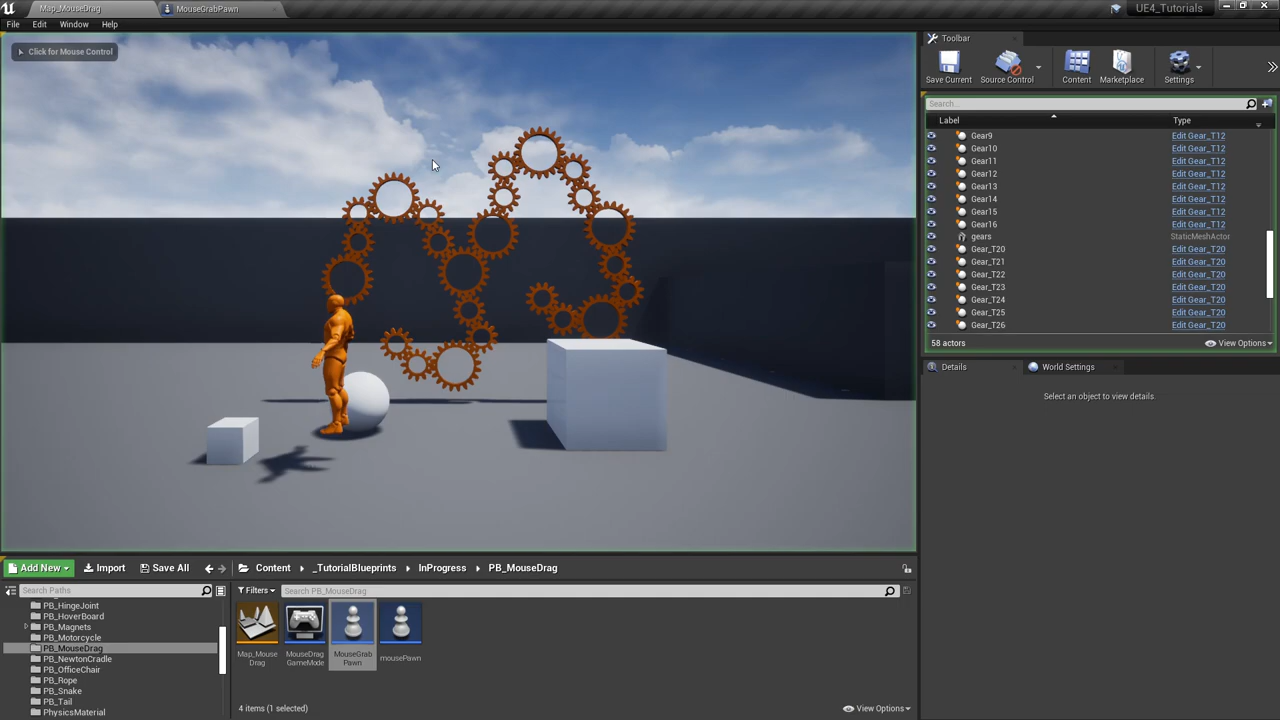 Map_MouseDrag
MouseGrabPawn
UE4_Tutorials
File Edit Window Help
Click for Mouse Control
Toolbar
Save Current Source Control Content Marketplace Settings
Search...
Label Type
Gear9 Edit Gear_T12
Gear10 Edit Gear_T12
Gear11 Edit Gear_T12
Gear12 Edit Gear_T12
Gear13 Edit Gear_T12
Gear14 Edit Gear_T12
Gear15 Edit Gear_T12
Gear16 Edit Gear_T12
gears StaticMeshActor
Gear_T20 Edit Gear_T20
Gear_T21 Edit Gear_T20
Gear_T22 Edit Gear_T20
Gear_T23 Edit Gear_T20
Gear_T24 Edit Gear_T20
Gear_T25 Edit Gear_T20
Gear_T26 Edit Gear_T20
58 actors View Options
Details World Settings
Select an object to view details.
Add New Import Save All Content _TutorialBlueprints InProgress PB_MouseDrag
Search Paths
Filters Search PB_MouseDrag
PB_HingeJoint
PB_HoverBoard
PB_Magnets
PB_Motorcycle
PB_MouseDrag
PB_NewtonCradle
PB_OfficeChair
PB_Rope
PB_Snake
PB_Tail
PhysicsMaterial
Map_Mouse
Drag
MouseDrag
GameMode
MouseGrab
Pawn
mousePawn
4 items (1 selected) View Options